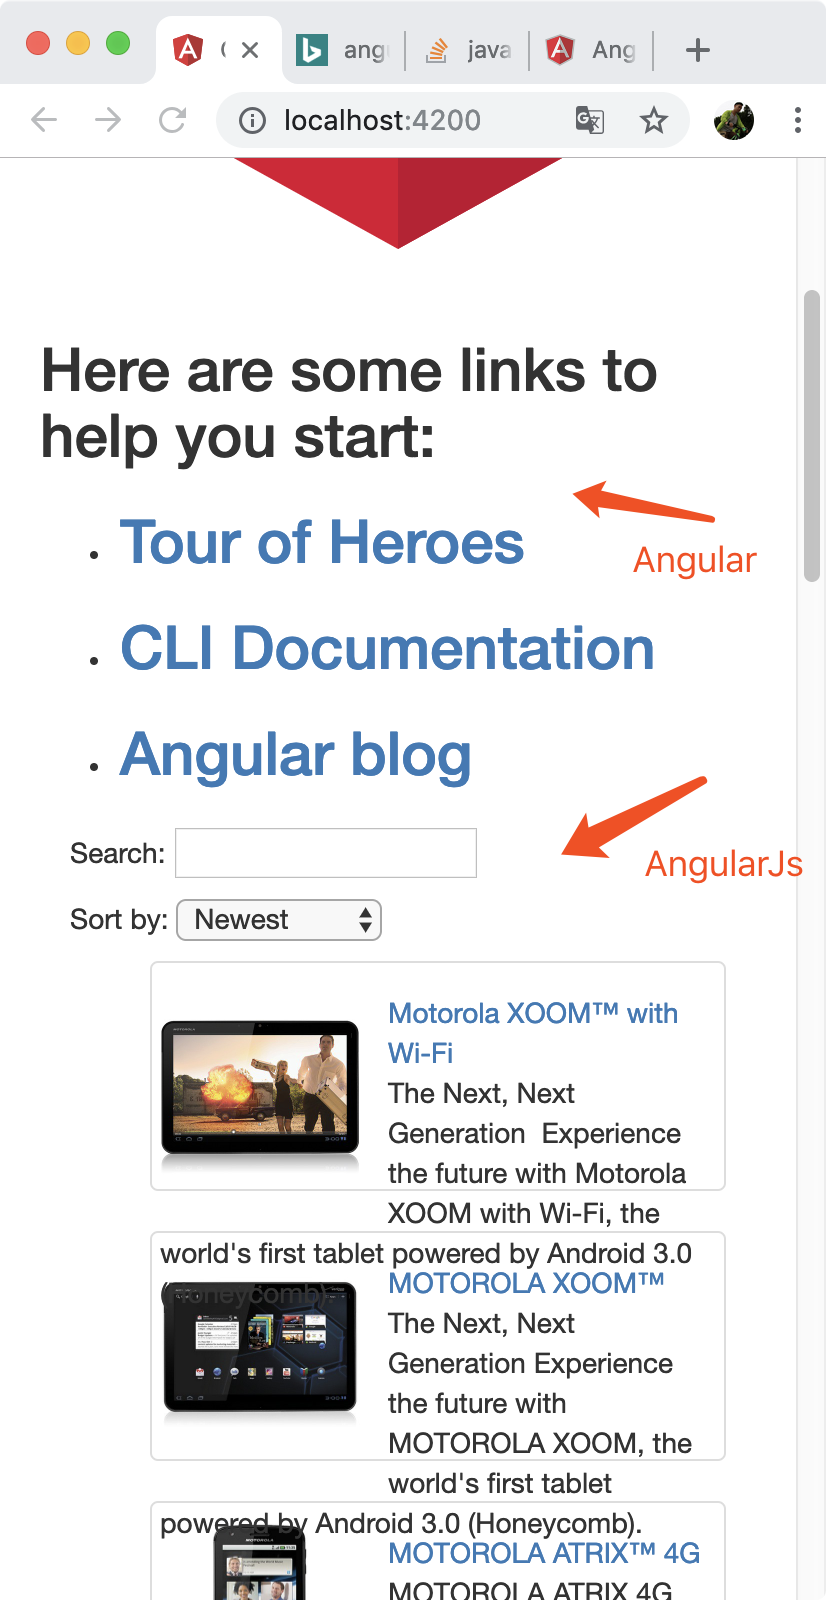 angu
java
Ang
localhost:4200
Here are some links to
help you start:
Tour of Heroes
Angular
CLI Documentation
Angular blog
Search:
AngularJs
Sort by: Newest
Motorola XOOM™ with
Wi-Fi
The Next, Next
Generation Experience
the future with Motorola
XOOM with Wi-Fi, the
world's first tablet powered by Android 3.0
(Honeycomb).
MOTOROLA XOOM™
The Next, Next
Generation Experience
the future with
MOTOROLA XOOM, the
world's first tablet
powered by Android 3.0 (Honeycomb).
MOTOROLA ATRIX™ 4G
MOTOROLA ATRIX 4G